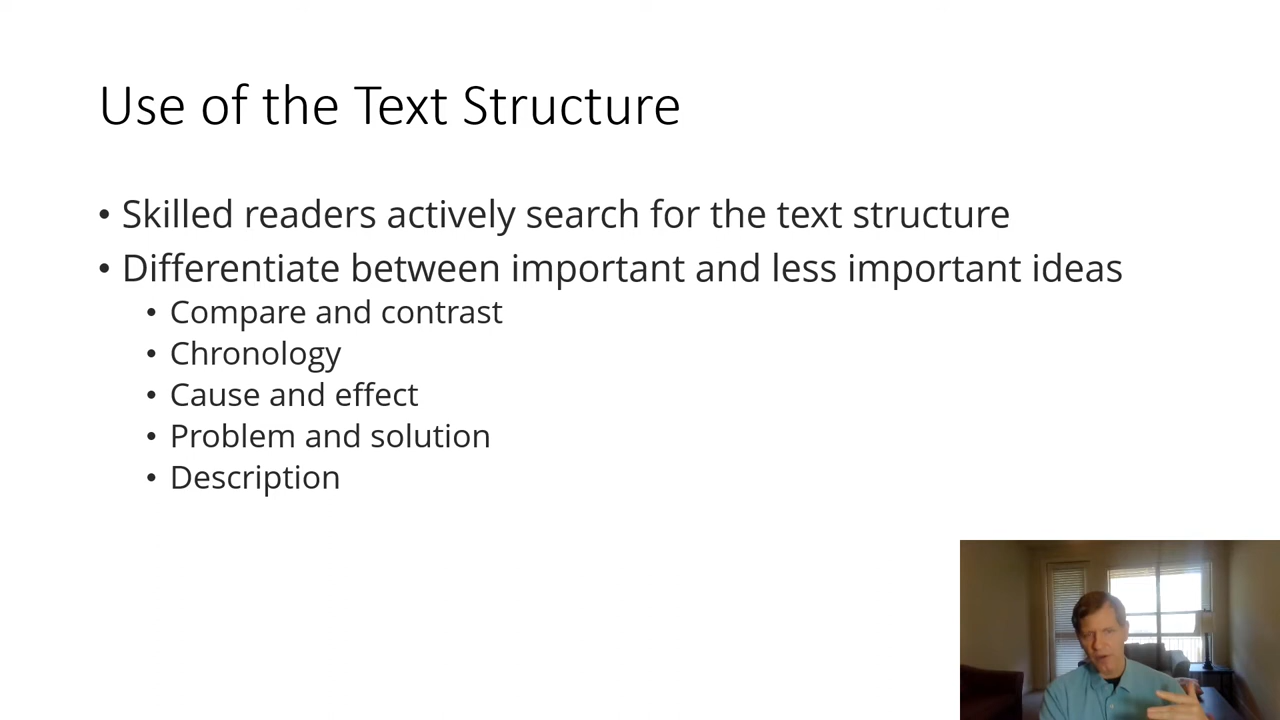 Use of the Text Structure
• Skilled readers actively search for the text structure
• Differentiate between important and less important ideas
• Compare and contrast
• Chronology
• Cause and effect
• Problem and solution
• Description